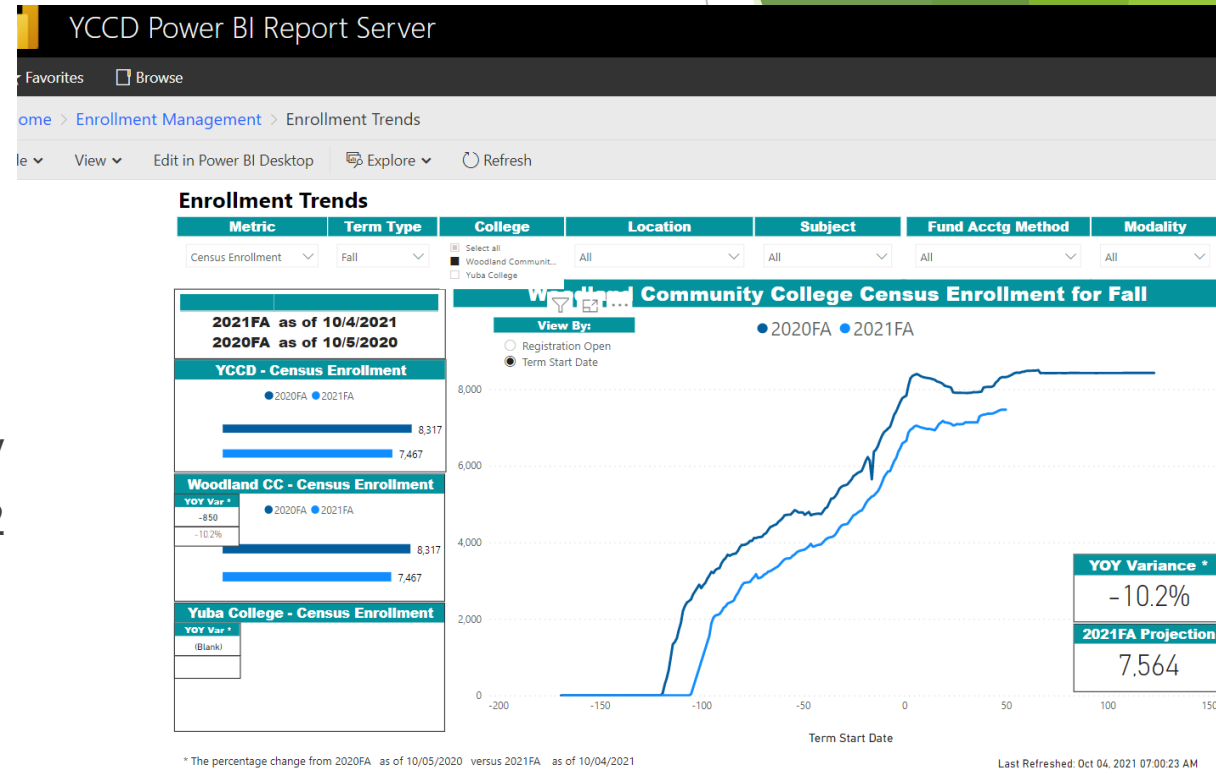 YCCD Power BI Report Server
Favorites Browse
ome > Enrollment Management > Enrollment Trends
le View Edit in Power BI Desktop Explore Refresh
Enrollment Trends
Metric Term Type College Location Subject Fund Acctg Method Modality
Census Enrollment Fall All All All All
Select all
Woodland Communit...
Yuba College
2021FA as of 10/4/2021
2020FA as of 10/5/2020
YCCD - Census Enrollment
2020FA 2021FA
8,317
7,467
Woodland CC - Census Enrollment
YOY Var *
-850
-10.2%
2020FA 2021FA
8,317
7,467
Yuba College - Census Enrollment
YOY Var *
(Blank)
Woodland Community College Census Enrollment for Fall
View By:
Registration Open
Term Start Date
2020FA 2021FA
8,000
6,000
4,000
2,000
0
-200 -150 -100 -50 0 50 100 150
Term Start Date
YOY Variance *
-10.2%
2021FA Projection
7,564
* The percentage change from 2020FA as of 10/05/2020 versus 2021FA as of 10/04/2021
Last Refreshed: Oct 04, 2021 07:00:23 AM